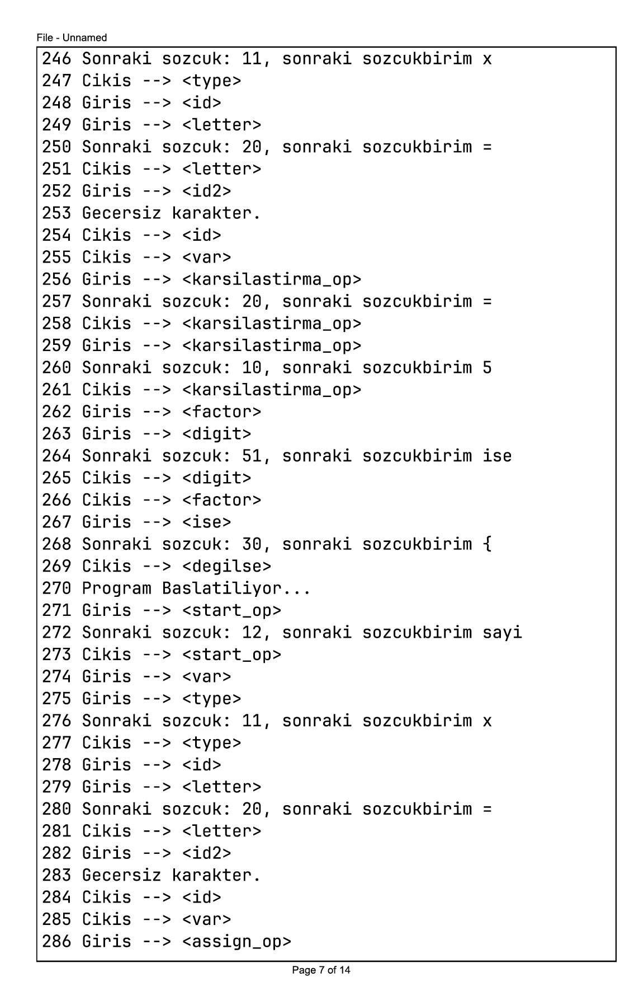 File - Unnamed
246 Sonraki sozcuk: 11, sonraki sozcukbirim x
247 Cikis --> <type>
248 Giris --> <id>
249 Giris --> <letter>
250 Sonraki sozcuk: 20, sonraki sozcukbirim =
251 Cikis --> <letter>
252 Giris --> <id2>
253 Gecersiz karakter.
254 Cikis --> <id>
255 Cikis --> <var>
256 Giris --> <karsilastirma_op>
257 Sonraki sozcuk: 20, sonraki sozcukbirim =
258 Cikis --> <karsilastirma_op>
259 Giris --> <karsilastirma_op>
260 Sonraki sozcuk: 10, sonraki sozcukbirim 5
261 Cikis --> <karsilastirma_op>
262 Giris --> <factor>
263 Giris --> <digit>
264 Sonraki sozcuk: 51, sonraki sozcukbirim ise
265 Cikis --> <digit>
266 Cikis --> <factor>
267 Giris --> <ise>
268 Sonraki sozcuk: 30, sonraki sozcukbirim {
269 Cikis --> <degilse>
270 Program Baslatiliyor...
271 Giris --> <start_op>
272 Sonraki sozcuk: 12, sonraki sozcukbirim sayi
273 Cikis --> <start_op>
274 Giris --> <var>
275 Giris --> <type>
276 Sonraki sozcuk: 11, sonraki sozcukbirim x
277 Cikis --> <type>
278 Giris --> <id>
279 Giris --> <letter>
280 Sonraki sozcuk: 20, sonraki sozcukbirim =
281 Cikis --> <letter>
282 Giris --> <id2>
283 Gecersiz karakter.
284 Cikis --> <id>
285 Cikis --> <var>
286 Giris --> <assign_op>
Page 7 of 14